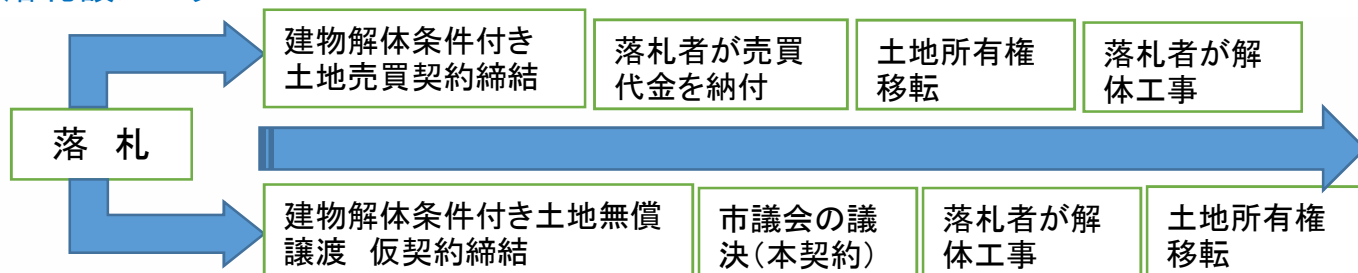 建物解体条件付き
土地売買契約締結
落札者が売買
代金を納付
土地所有権
移転
落札者が解
体工事
落 札
建物解体条件付き土地無償
譲渡 仮契約締結
市議会の議
決(本契約)
落札者が解
体工事
土地所有権
移転